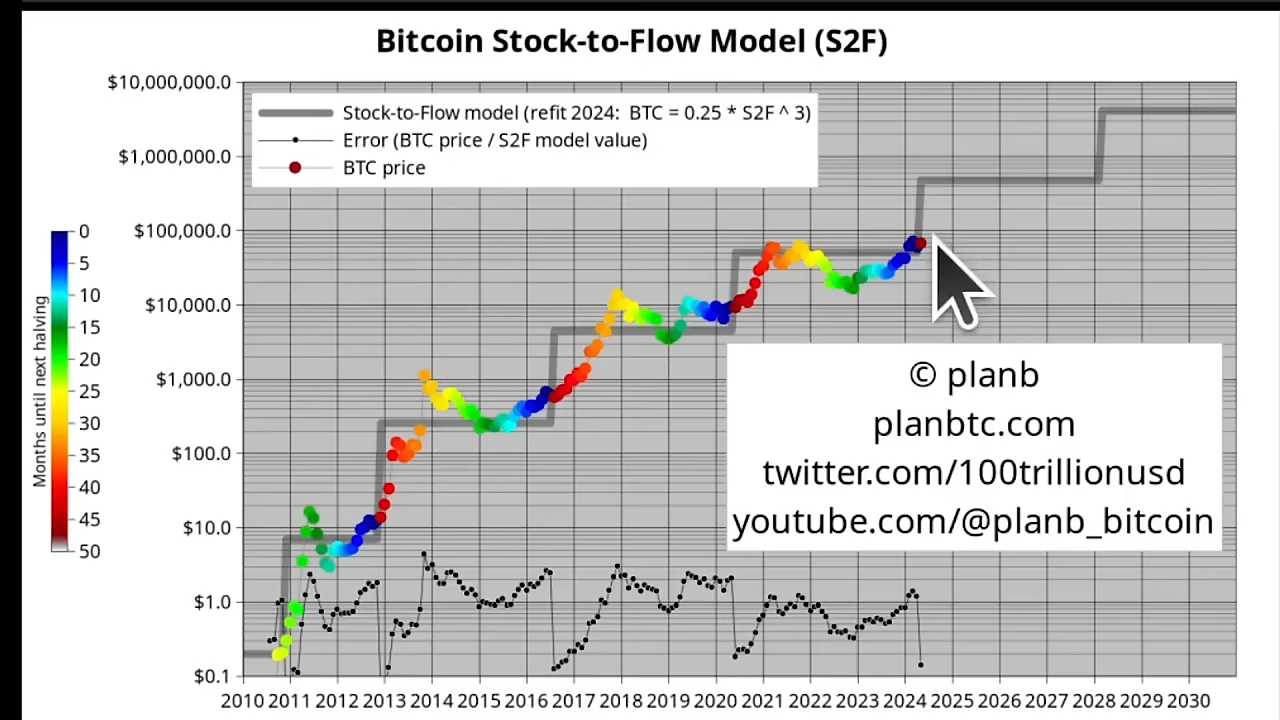 Bitcoin Stock-to-Flow Model (S2F)
$10,000,000.0
$1,000,000.0
$100,000.0
$10,000.0
$1,000.0
$100.0
$10.0
$1.0
$0.1
Stock-to-Flow model (refit 2024: BTC = 0.25 * S2F ^ 3)
Error (BTC price / S2F model value)
BTC price
Months until next halving
0
5
10
15
20
25
30
35
40
45
50
© planb
planbtc.com
twitter.com/100trillionusd
youtube.com/@planb_bitcoin
2010 2011 2012 2013 2014 2015 2016 2017 2018 2019 2020 2021 2022 2023 2024 2025 2026 2027 2028 2029 2030